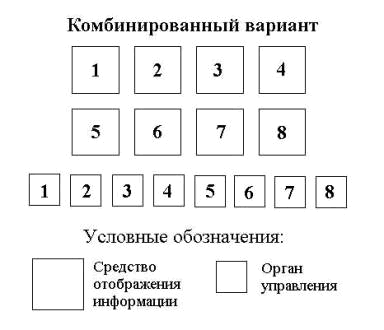 Комбинированный вариант
1 2 3 4
5 6 7 8
1 2 3 4 5 6 7 8
Условные обозначения:
Средство
отображения
информации
Орган
управления